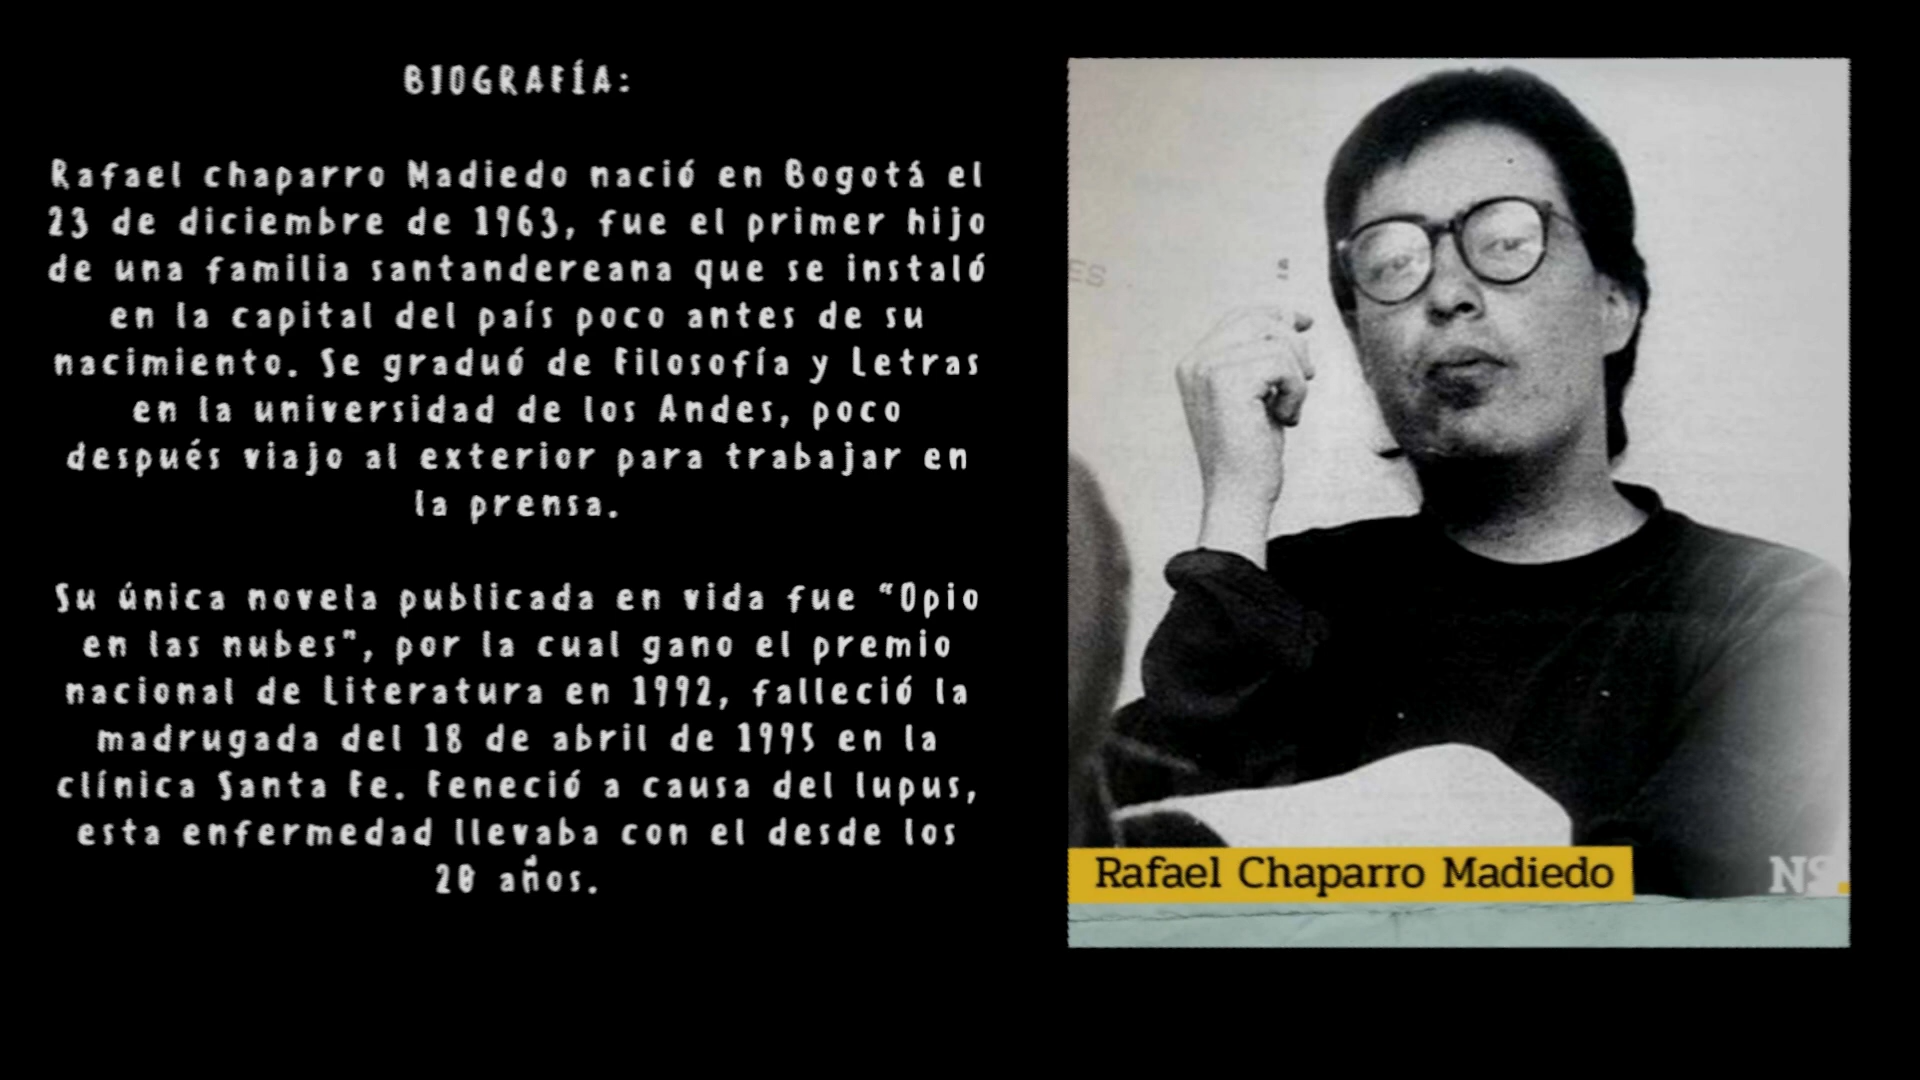 BIOGRAFÍA:
Rafael chaparro Madiedo nació en Bogotá el
23 de diciembre de 1963, fue el primer hijo
de una familia santandereana que se instaló
en la capital del país poco antes de su
nacimiento. Se graduó de Filosofía y Letras
en la universidad de los Andes, poco
después viajo al exterior para trabajar en
la prensa.
Su única novela publicada en vida fue “Opio
en las nubes”, por la cual gano el premio
nacional de Literatura en 1992, falleció la
madrugada del 18 de abril de 1995 en la
clínica Santa Fe. Feneció a causa del lupus,
esta enfermedad llevaba con el desde los
20 años.
ES
s
Rafael Chaparro Madiedo
NS.